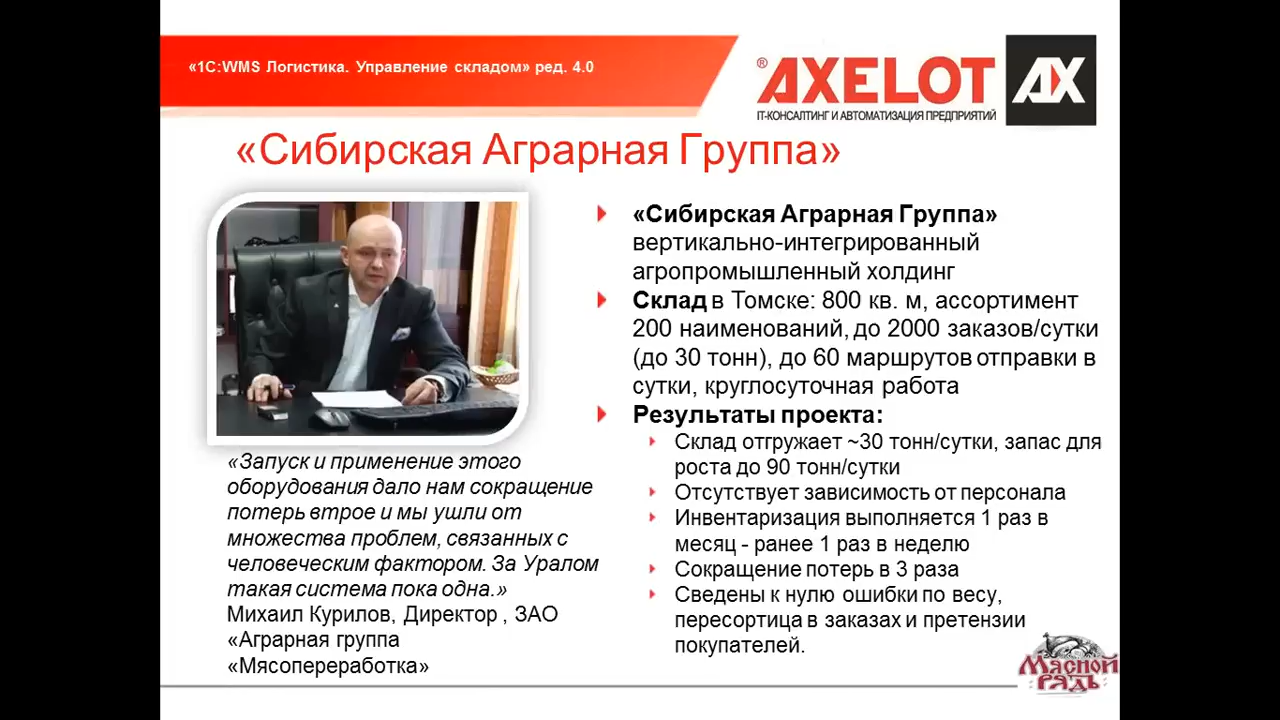 «1С:WMS Логистика. Управление складом» ред. 4.0
® AXELOT AX
IT-КОНСАЛТИНГ И АВТОМАТИЗАЦИЯ ПРЕДПРИЯТИЙ
«Сибирская Аграрная Группа»
«Запуск и применение этого
оборудования дало нам сокращение
потерь втрое и мы ушли от
множества проблем, связанных с
человеческим фактором. За Уралом
такая система пока одна.»
Михаил Курилов, Директор , ЗАО
«Аграрная группа
«Мясопереработка»
«Сибирская Аграрная Группа»
вертикально-интегрированный
агропромышленный холдинг
Склад в Томске: 800 кв. м, ассортимент
200 наименований, до 2000 заказов/сутки
(до 30 тонн), до 60 маршрутов отправки в
сутки, круглосуточная работа
Результаты проекта:
Склад отгружает ~30 тонн/сутки, запас для
роста до 90 тонн/сутки
Отсутствует зависимость от персонала
Инвентаризация выполняется 1 раз в
месяц - ранее 1 раз в неделю
Сокращение потерь в 3 раза
Сведены к нулю ошибки по весу,
пересортица в заказах и претензии
покупателей.
Мясной
рядъ